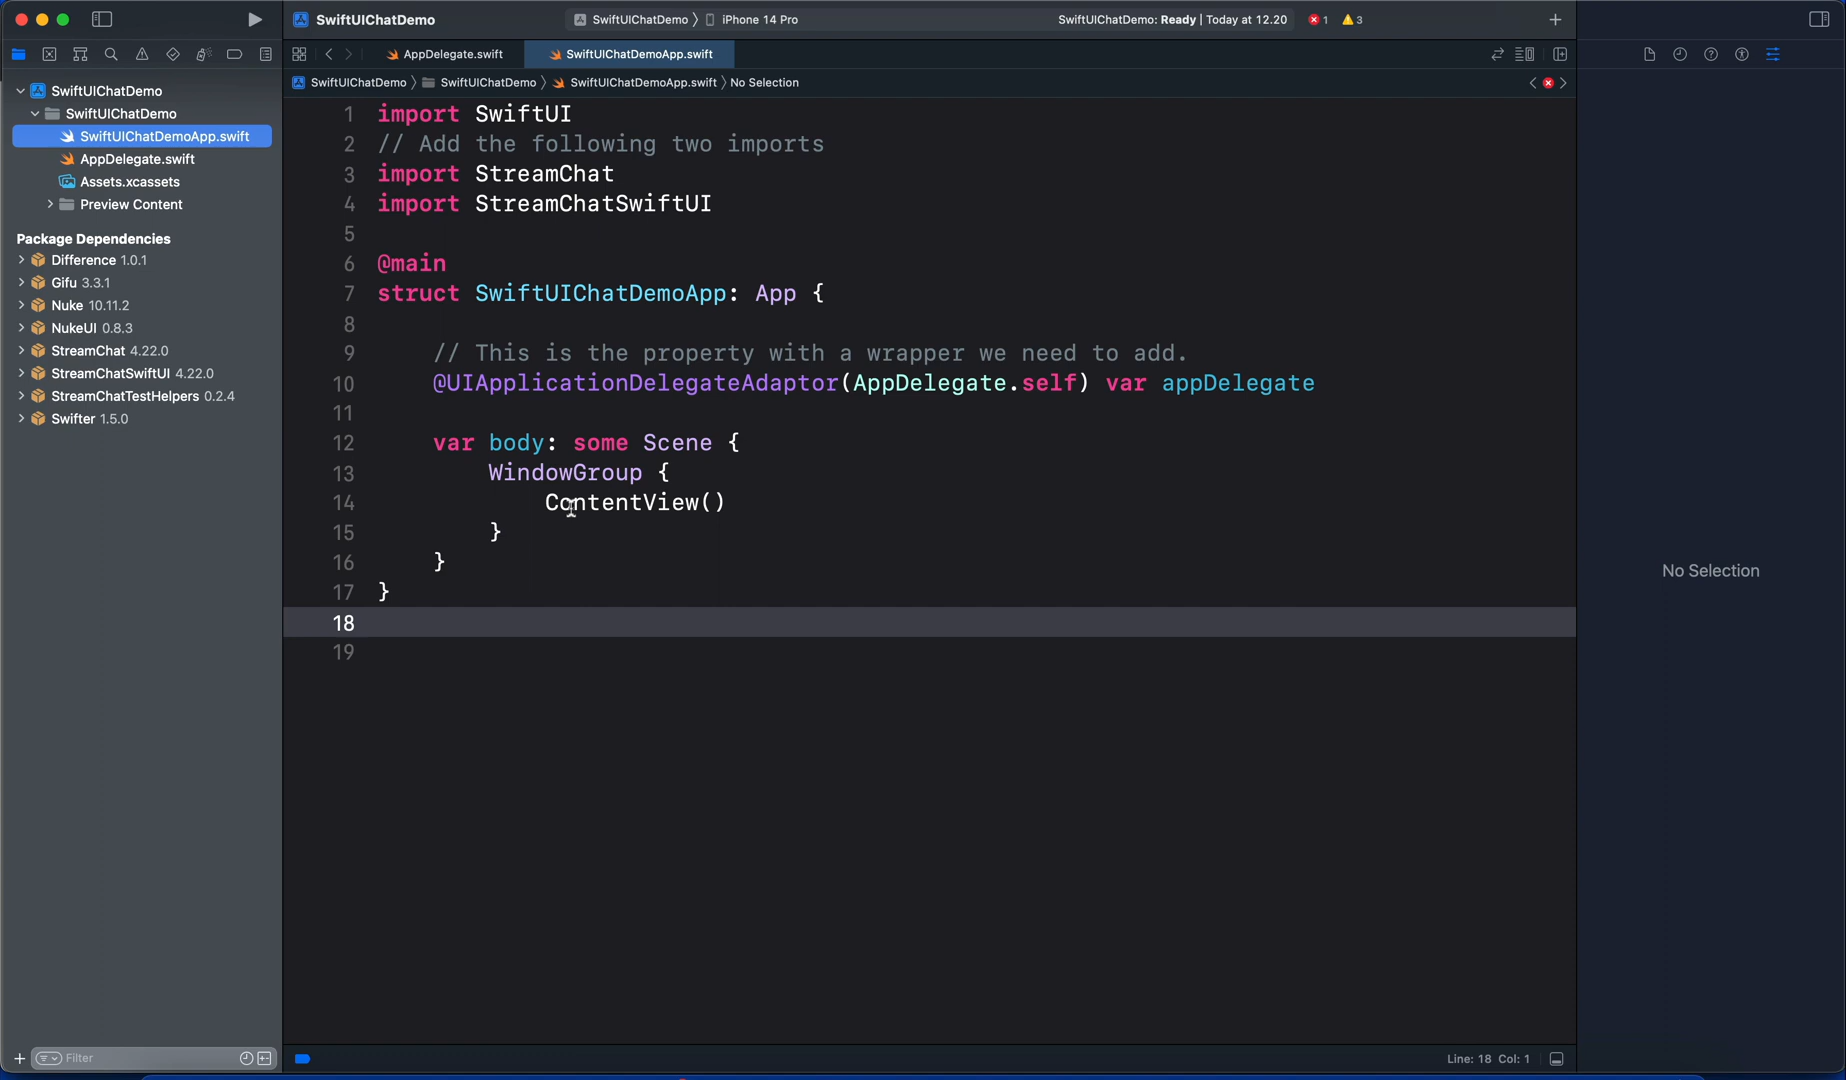 SwiftUIChatDemo
SwiftUIChatDemo 〉 iPhone 14 Pro
SwiftUIChatDemo: Ready | Today at 12.20
1
3
AppDelegate.swift
SwiftUIChatDemoApp.swift
SwiftUIChatDemo 〉 SwiftUIChatDemo 〉 SwiftUIChatDemoApp.swift 〉 No Selection
SwiftUIChatDemo
SwiftUIChatDemo
SwiftUIChatDemoApp.swift
AppDelegate.swift
Assets.xcassets
Preview Content
Package Dependencies
Difference 1.0.1
Gifu 3.3.1
Nuke 10.11.2
NukeUI 0.8.3
StreamChat 4.22.0
StreamChatSwiftUI 4.22.0
StreamChatTestHelpers 0.2.4
Swifter 1.5.0
Filter
1 import SwiftUI
2 // Add the following two imports
3 import StreamChat
4 import StreamChatSwiftUI
5
6 @main
7 struct SwiftUIChatDemoApp: App {
8
9 // This is the property with a wrapper we need to add.
10 @UIApplicationDelegateAdaptor(AppDelegate.self) var appDelegate
11
12 var body: some Scene {
13 WindowGroup {
14 ContentView()
15 }
16 }
17 }
18
19
No Selection
Line: 18 Col: 1